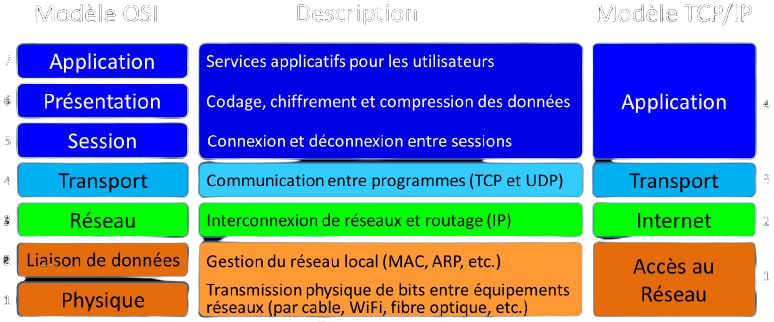 Modèle OSI Description Modèle TCP/IP
7 Application Services applicatifs pour les utilisateurs
6 Présentation Codage, chiffrement et compression des données Application 4
5 Session Connexion et déconnexion entre sessions
4 Transport Communication entre programmes (TCP et UDP) Transport 3
3 Réseau Interconnexion de réseaux et routage (IP) Internet 2
2 Liaison de données Gestion du réseau local (MAC, ARP, etc.) Accès au 1
1 Physique Transmission physique de bits entre équipements Réseau
réseaux (par cable, WiFi, fibre optique, etc.)